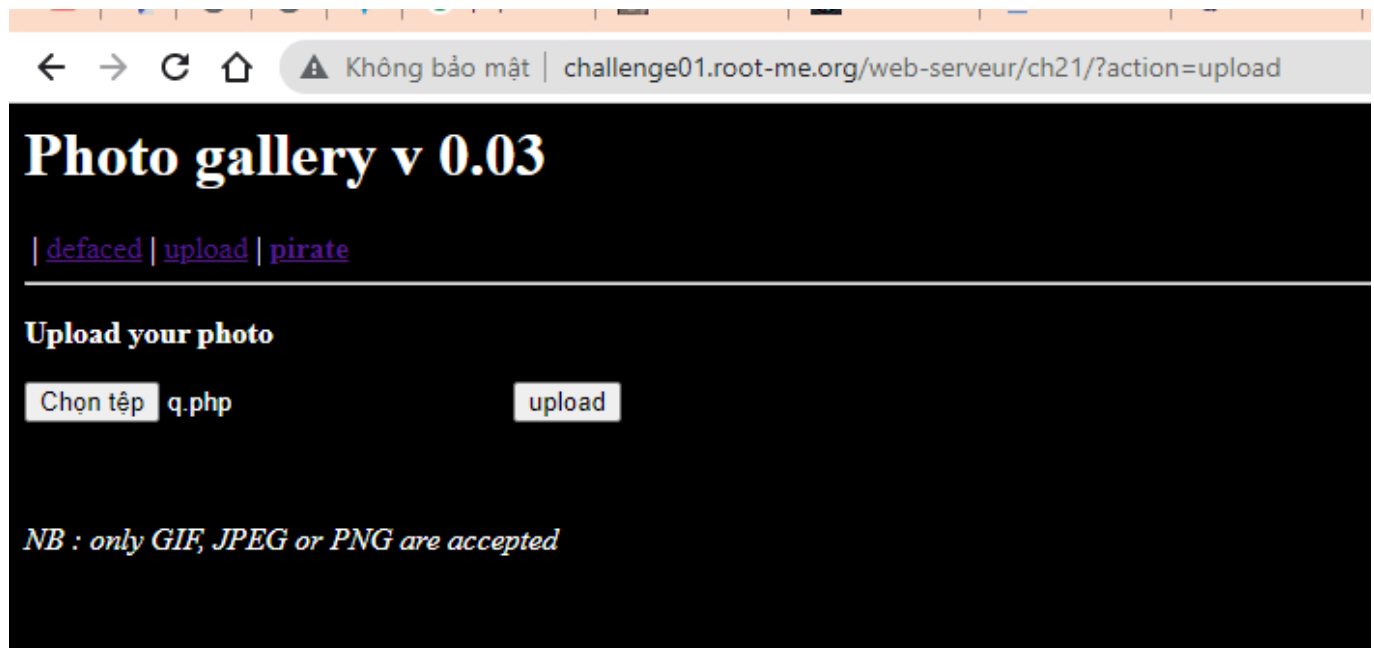 Không bảo mật | challenge01.root-me.org/web-serveur/ch21/?action=upload
Photo gallery v 0.03
| defaced | upload | pirate
Upload your photo
Chọn tệp q.php upload
NB : only GIF, JPEG or PNG are accepted